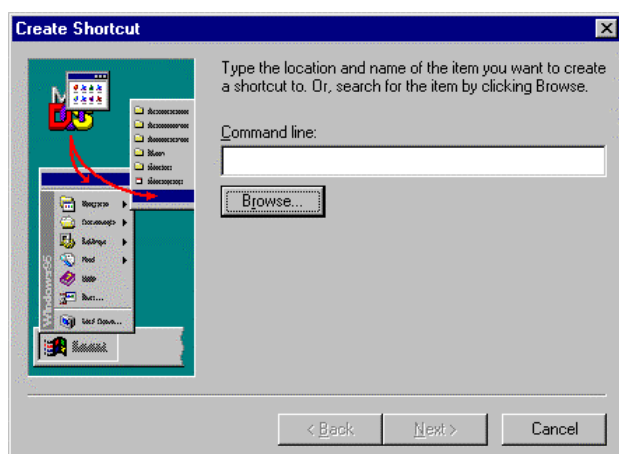 Create Shortcut
Type the location and name of the item you want to create
a shortcut to. Or, search for the item by clicking Browse.
Command line:
Browse...
Windows95
< Back
Next >
Cancel